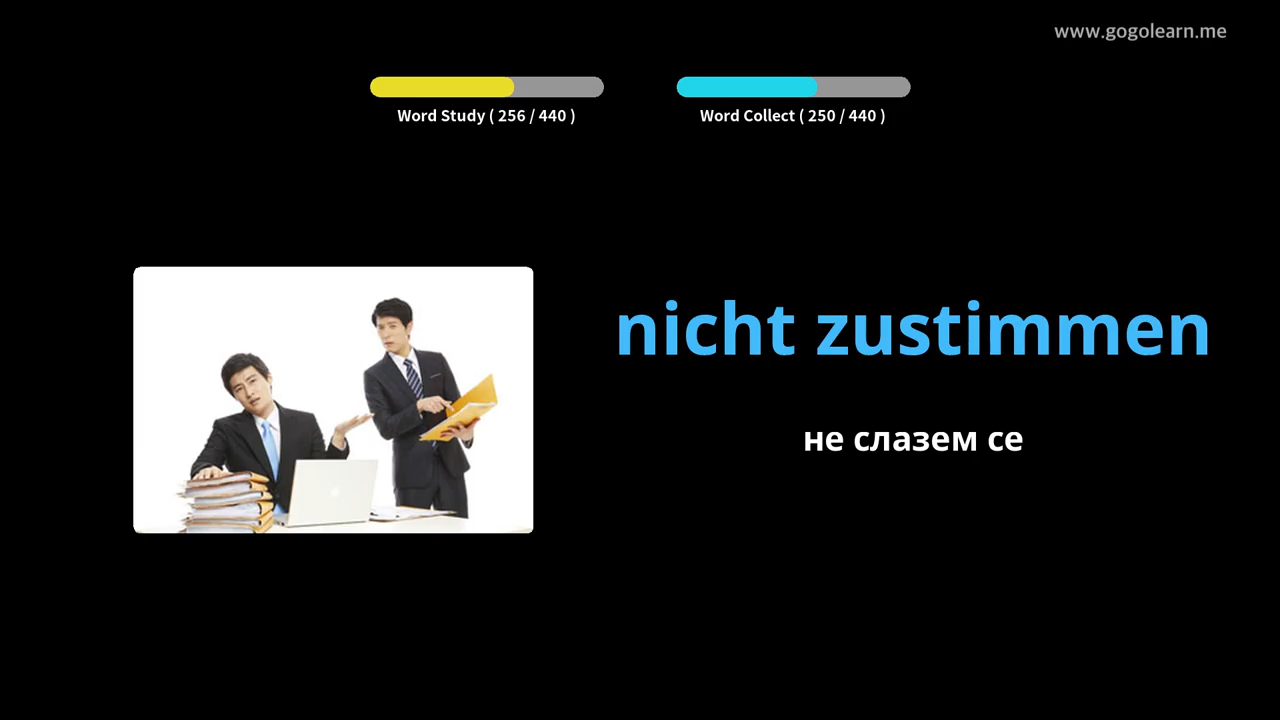 www.gogolearn.me
Word Study ( 256 / 440 )
Word Collect ( 250 / 440 )
nicht zustimmen
не слазем се